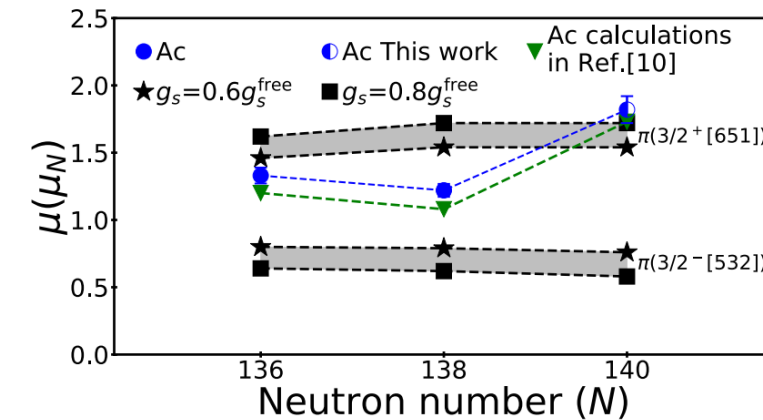 2.5
2.0
1.5
1.0
0.5
0.0
μ(μ_N)
Ac
Ac This work
Ac calculations
in Ref.[10]
g_s=0.6g_s^free
g_s=0.8g_s^free
π(3/2⁺[651])
π(3/2⁻[532])
136
138
140
Neutron number (N)